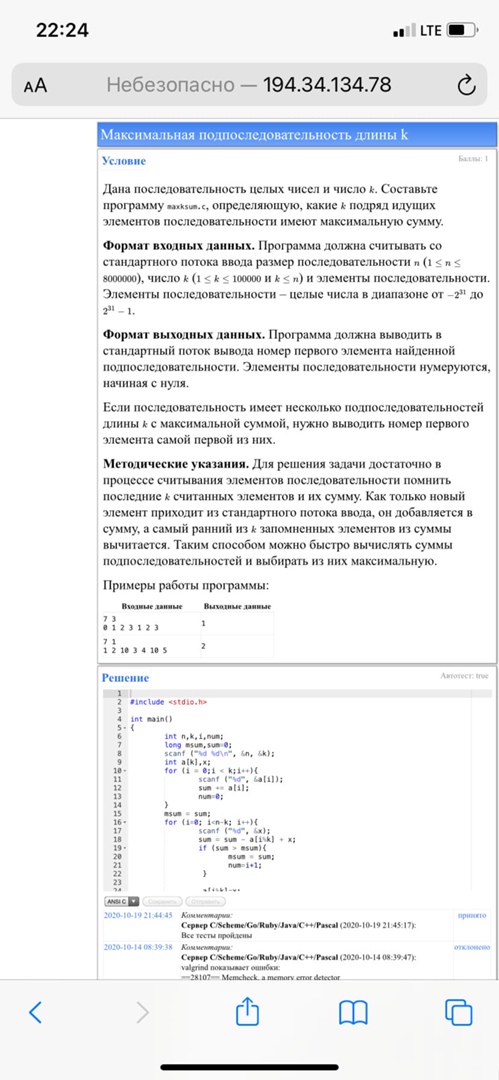 22:24
LTE
AA Небезопасно — 194.34.134.78
Максимальная подпоследовательность длины k
Условие
Баллы: 1
Дана последовательность целых чисел и число k. Составьте
программу maxksum.c, определяющую, какие k подряд идущих
элементов последовательности имеют максимальную сумму.
Формат входных данных. Программа должна считывать со
стандартного потока ввода размер последовательности n (1 ≤ n ≤
8000000), число k (1 ≤ k ≤ 100000 и k ≤ n) и элементы последовательности.
Элементы последовательности – целые числа в диапазоне от −2³¹ до
2³¹ − 1.
Формат выходных данных. Программа должна выводить в
стандартный поток вывода номер первого элемента найденной
подпоследовательности. Элементы последовательности нумеруются,
начиная с нуля.
Если последовательность имеет несколько подпоследовательностей
длины k с максимальной суммой, нужно выводить номер первого
элемента самой первой из них.
Методические указания. Для решения задачи достаточно в
процессе считывания элементов последовательности помнить
последние k считанных элементов и их сумму. Как только новый
элемент приходит из стандартного потока ввода, он добавляется в
сумму, а самый ранний из k запомненных элементов из суммы
вычитается. Таким способом можно быстро вычислять суммы
подпоследовательностей и выбирать из них максимальную.
Примеры работы программы:
Входные данные Выходные данные
7 3
0 1 2 3 1 2 3
1
7 1
1 2 10 3 4 10 5
2
Решение
Автотест: true
1
2 #include <stdio.h>
3
4 int main()
5 {
6 int n,k,i,num;
7 long msum,sum=0;
8 scanf ("%d %d\n", &n, &k);
9 int a[k],x;
10 for (i = 0;i < k;i++){
11 scanf ("%d", &a[i]);
12 sum += a[i];
13 num=0;
14 }
15 msum = sum;
16 for (i=0; i<n-k; i++){
17 scanf ("%d", &x);
18 sum = sum - a[i%k] + x;
19 if (sum > msum){
20 msum = sum;
21 num=i+1;
22 }
23
24 a[i%k]=x;
ANSI C Сохранить Отправить
2020-10-19 21:44:45 Комментарии: принято
Сервер C/Scheme/Go/Ruby/Java/C++/Pascal (2020-10-19 21:45:17):
Все тесты пройдены
2020-10-14 08:39:38 Комментарии: отклонено
Сервер C/Scheme/Go/Ruby/Java/C++/Pascal (2020-10-14 08:39:47):
valgrind показывает ошибки:
==28107== Memcheck, a memory error detector